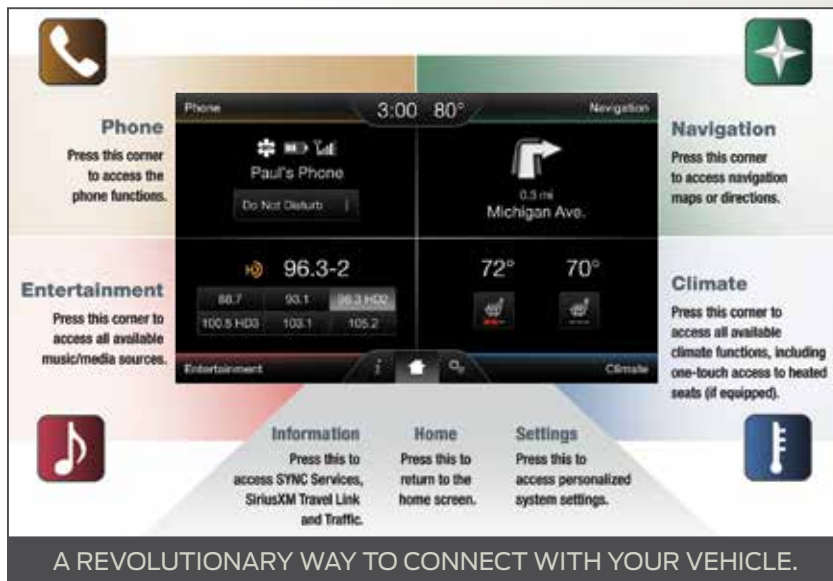 Phone
3:00 80°
Navigation
Paul's Phone
Do Not Disturb
0.3 mi
Michigan Ave.
96.3-2
88.7 93.1 96.3 HD2
100.5 HD3 103.1 105.2
72° 70°
Entertainment
i
Climate
Phone
Press this corner
to access the
phone functions.
Navigation
Press this corner
to access navigation
maps or directions.
Entertainment
Press this corner to
access all available
music/media sources.
Climate
Press this corner to
access all available
climate functions, including
one-touch access to heated
seats (if equipped).
Information
Press this to
access SYNC Services,
SiriusXM Travel Link
and Traffic.
Home
Press this to
return to the
home screen.
Settings
Press this to
access personalized
system settings.
A REVOLUTIONARY WAY TO CONNECT WITH YOUR VEHICLE.